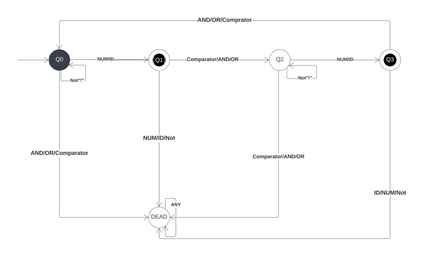 AND/OR/Comprator
Q0
NUM/ID
Q1
Comparator/AND/OR
Q2
NUM/ID
Q3
Not"!"
Not"!"
NUM/ID/Not
AND/OR/Comparator
Comparator/AND/OR
ID/NUM/Not
ANY
DEAD